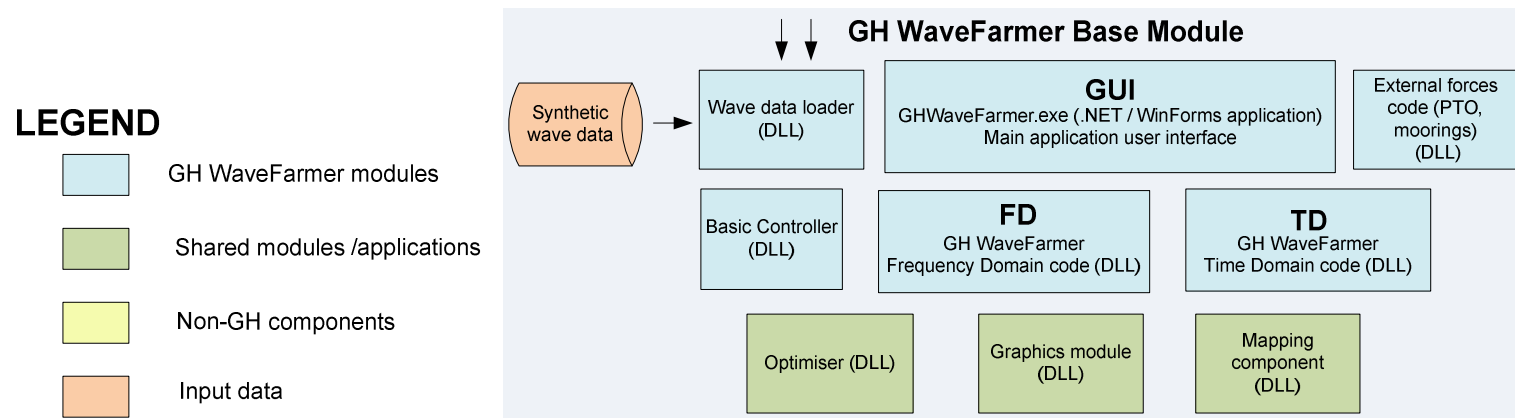 LEGEND
GH WaveFarmer modules
Shared modules /applications
Non-GH components
Input data
GH WaveFarmer Base Module
Synthetic
wave data
Wave data loader
(DLL)
GUI
GHWaveFarmer.exe (.NET / WinForms application)
Main application user interface
External forces
code (PTO,
moorings)
(DLL)
Basic Controller
(DLL)
FD
GH WaveFarmer
Frequency Domain code (DLL)
TD
GH WaveFarmer
Time Domain code (DLL)
Optimiser (DLL)
Graphics module
(DLL)
Mapping
component
(DLL)